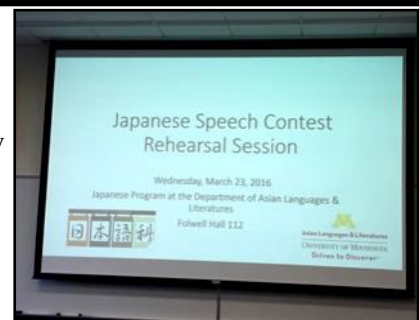 Japanese Speech Contest
Rehearsal Session
Wednesday, March 23, 2016
Japanese Program at the Department of Asian Languages &
Literatures
Folwell Hall 112
日本語科
Asian Languages & Literatures
UNIVERSITY OF MINNESOTA
Driven to Discover
y